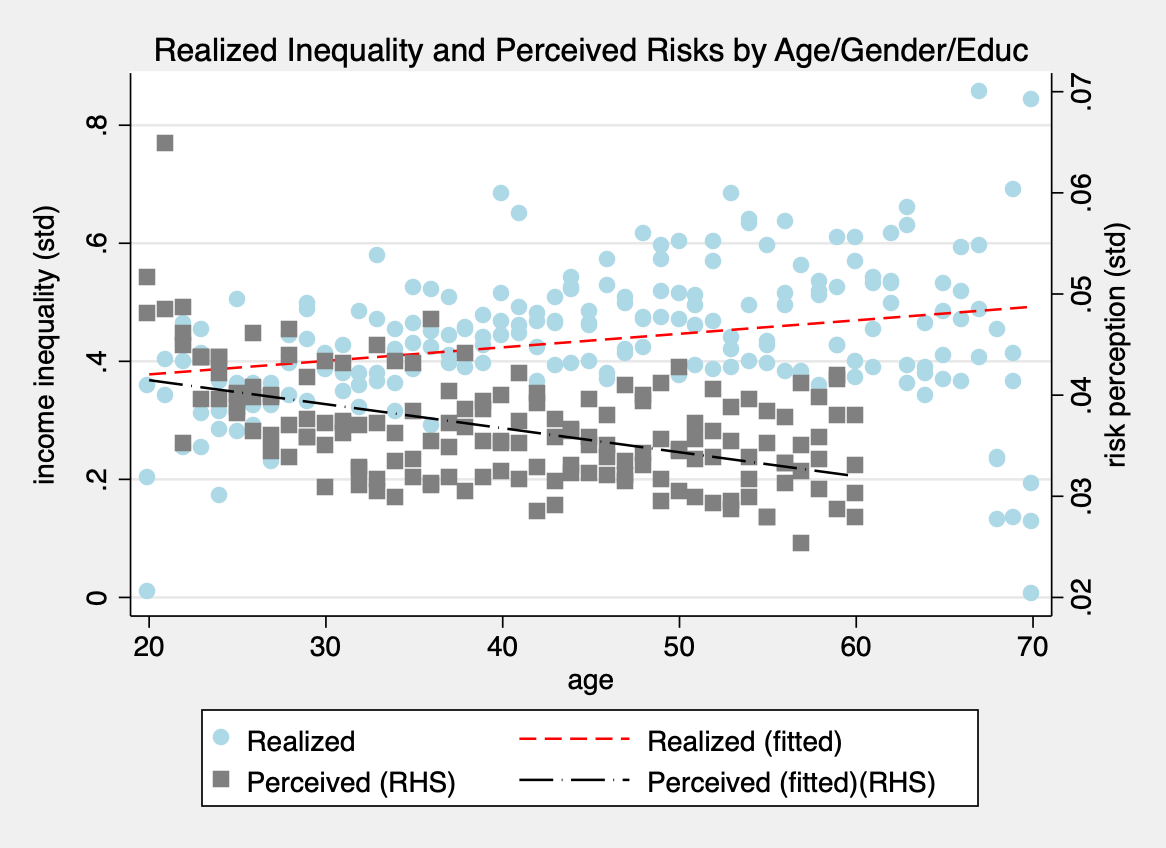 Realized Inequality and Perceived Risks by Age/Gender/Educ
income inequality (std)
.8
.6
.4
.2
0
.07
.06
.05
.04
.03
.02
risk perception (std)
20 30 40 50 60 70
age
Realized
Realized (fitted)
Perceived (RHS)
Perceived (fitted)(RHS)